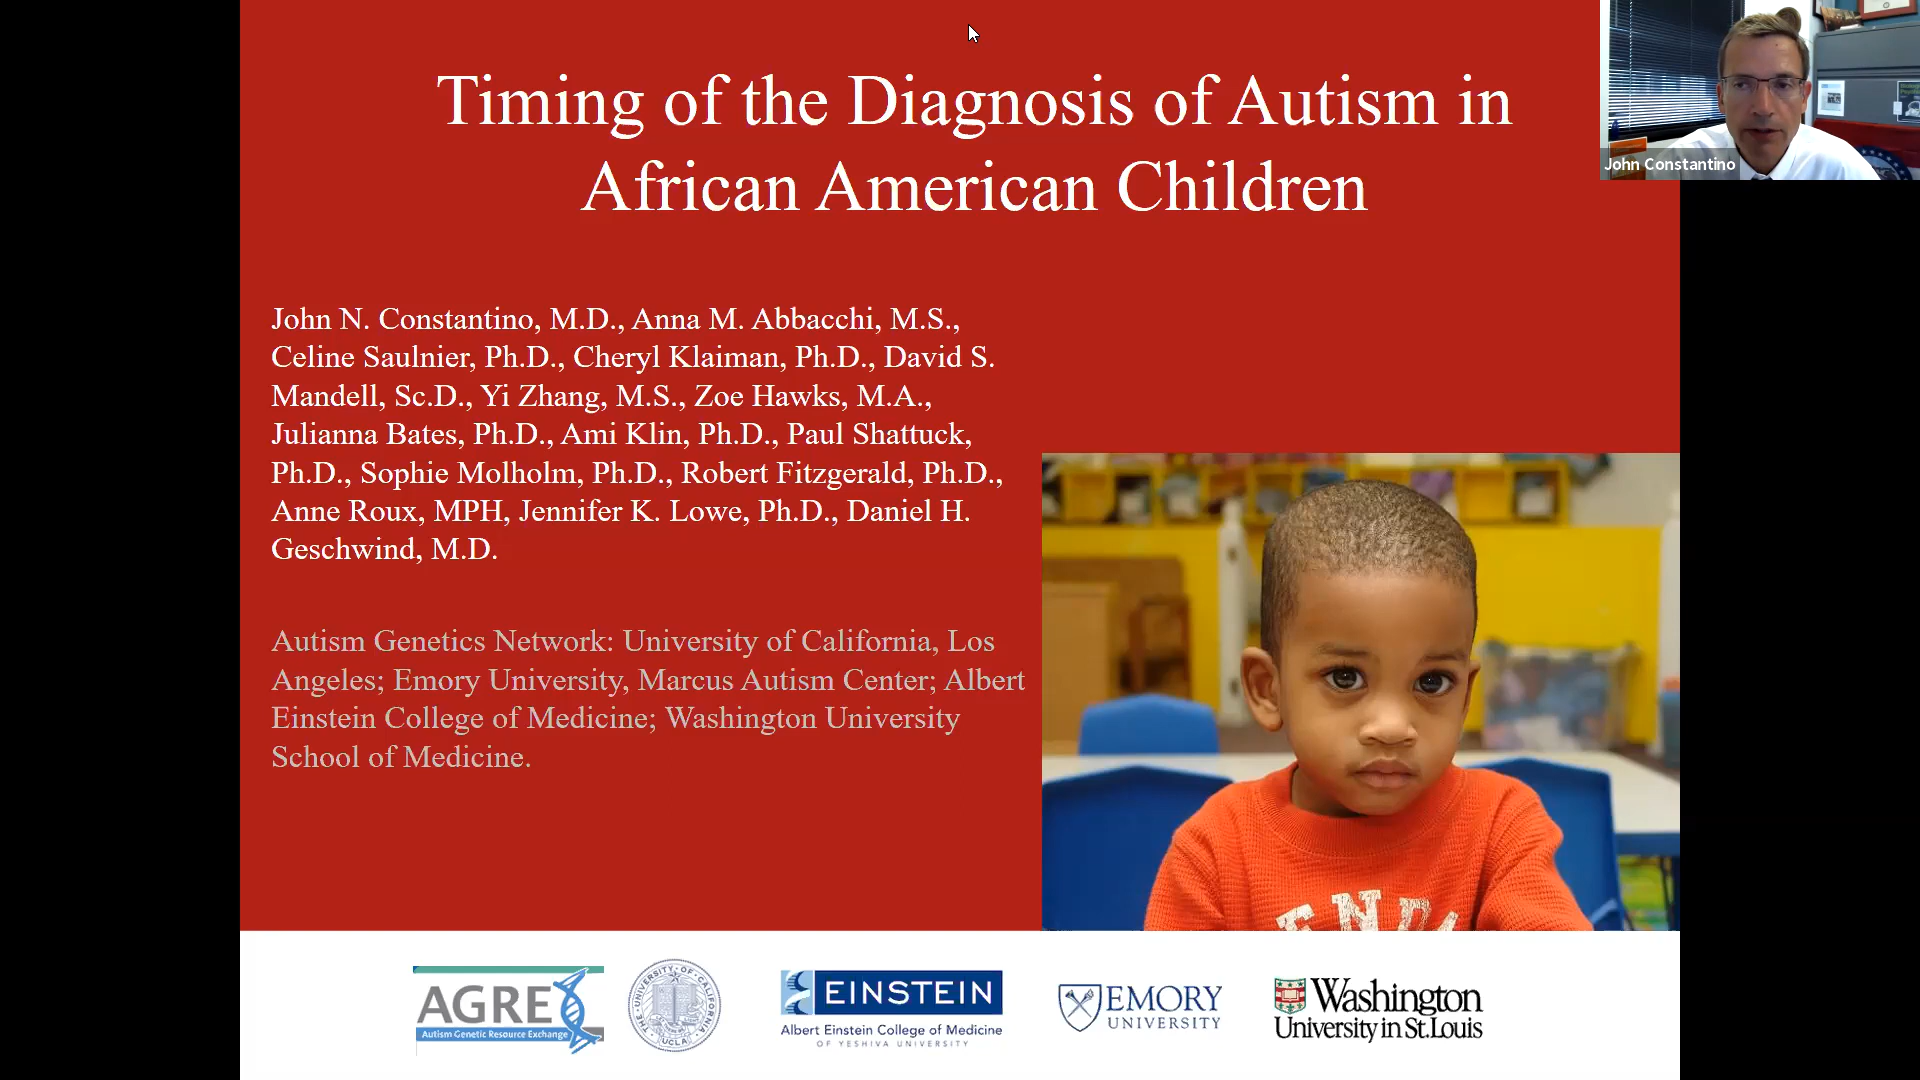 Timing of the Diagnosis of Autism in
African American Children
John Constantino
John N. Constantino, M.D., Anna M. Abbacchi, M.S.,
Celine Saulnier, Ph.D., Cheryl Klaiman, Ph.D., David S.
Mandell, Sc.D., Yi Zhang, M.S., Zoe Hawks, M.A.,
Julianna Bates, Ph.D., Ami Klin, Ph.D., Paul Shattuck,
Ph.D., Sophie Molholm, Ph.D., Robert Fitzgerald, Ph.D.,
Anne Roux, MPH, Jennifer K. Lowe, Ph.D., Daniel H.
Geschwind, M.D.
Autism Genetics Network: University of California, Los
Angeles; Emory University, Marcus Autism Center; Albert
Einstein College of Medicine; Washington University
School of Medicine.
AGRE
Autism Genetic Resource Exchange
THE · UNIVERSITY · OF · CALIFORNIA
UCLA
EINSTEIN
Albert Einstein College of Medicine
OF YESHIVA UNIVERSITY
EMORY
UNIVERSITY
Washington
University in St. Louis